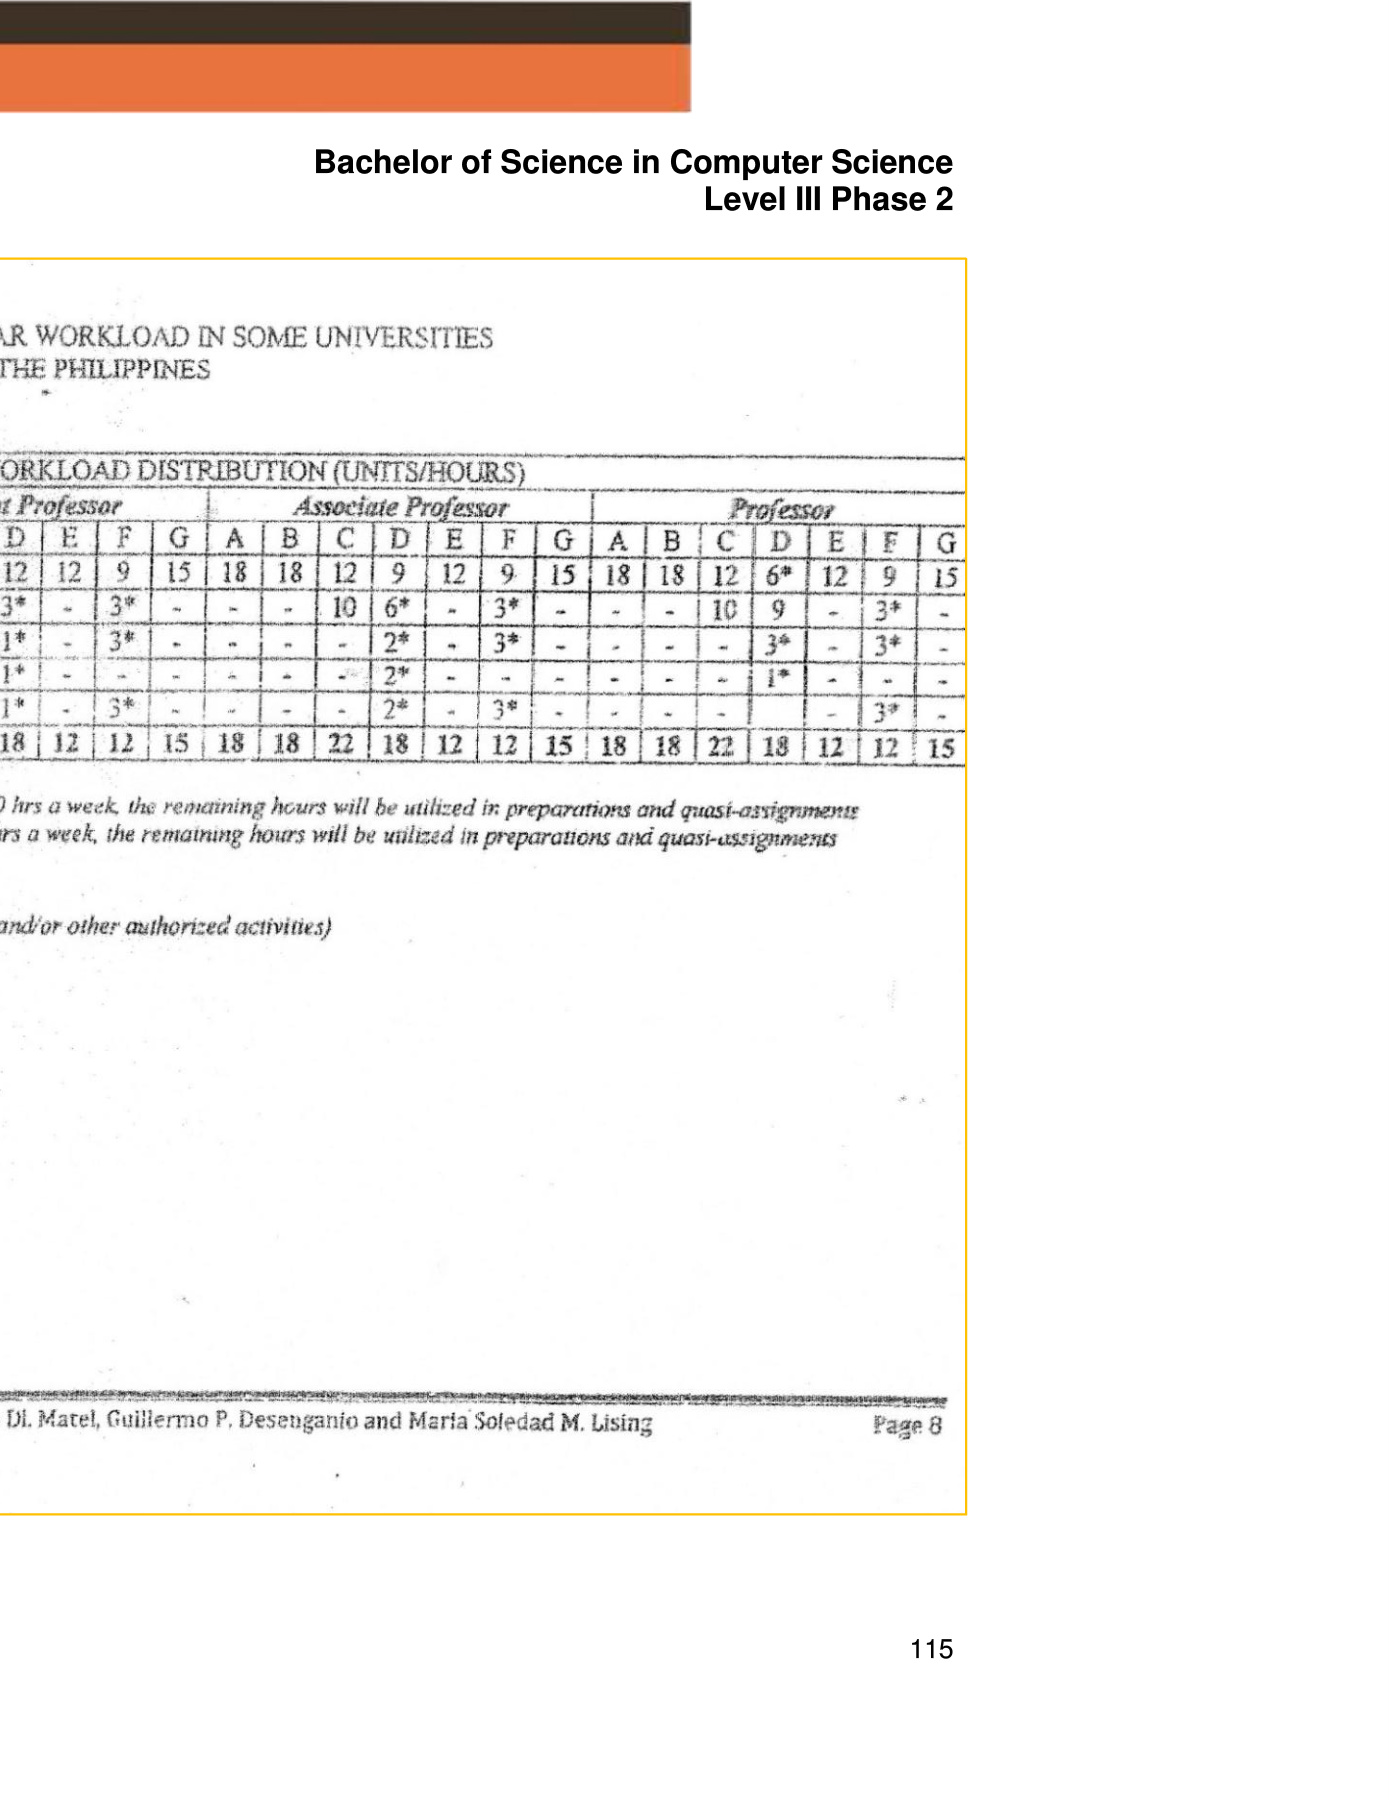 Bachelor of Science in Computer Science
Level III Phase 2
AR WORKLOAD IN SOME UNIVERSITIES
THE PHILIPPINES
ORKLOAD DISTRIBUTION (UNITS/HOURS)
t Professor Associate Professor Professor
D E F G A B C D E F G A B C D E F G
12 12 9 15 18 18 12 9 12 9 15 18 18 12 6* 12 9 15
3* - 3* - - - 10 6* - 3* - - - 10 9 - 3* -
1* - 3* - - - - 2* - 3* - - - - 3* - 3* -
1* - - - - - - 2* - - - - - - 1* - - -
1* - 3* - - - - 2* - 3* - - - - - 3* -
18 12 12 15 18 18 22 18 12 12 15 18 18 22 18 12 12 15
0 hrs a week, the remaining hours will be utilized in preparations and quasi-assignments
rs a week, the remaining hours will be utilized in preparations and quasi-assignments
and/or other authorized activities)
Di. Matel, Guillermo P. Desenganio and Maria Soledad M. Lising Page 8
115